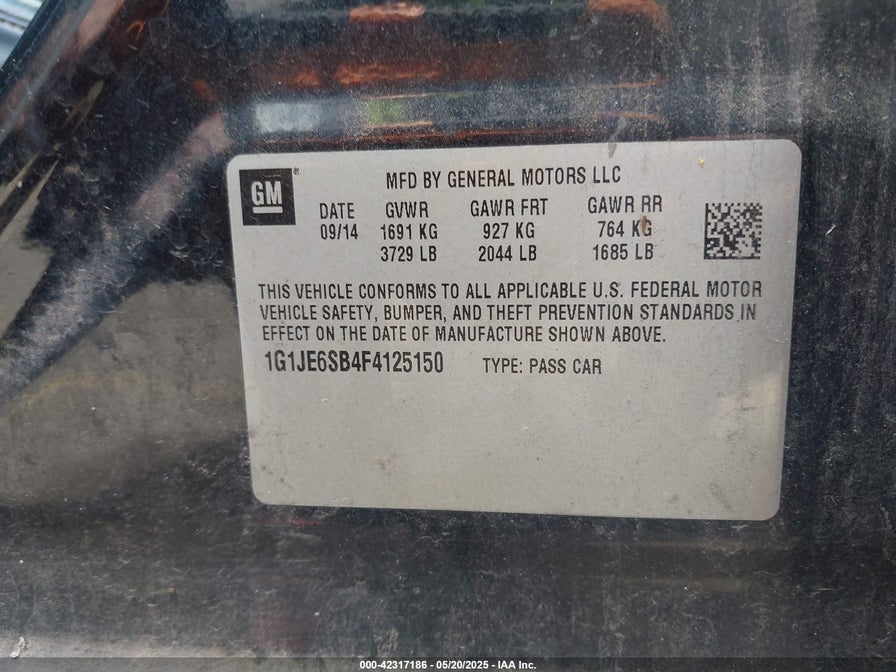 GM
MFD BY GENERAL MOTORS LLC
DATE GVWR GAWR FRT GAWR RR
09/14 1691 KG 927 KG 764 KG
3729 LB 2044 LB 1685 LB
THIS VEHICLE CONFORMS TO ALL APPLICABLE U.S. FEDERAL MOTOR
VEHICLE SAFETY, BUMPER, AND THEFT PREVENTION STANDARDS IN
EFFECT ON THE DATE OF MANUFACTURE SHOWN ABOVE.
1G1JE6SB4F4125150 TYPE: PASS CAR
000-42317186 - 05/20/2025 - IAA Inc.